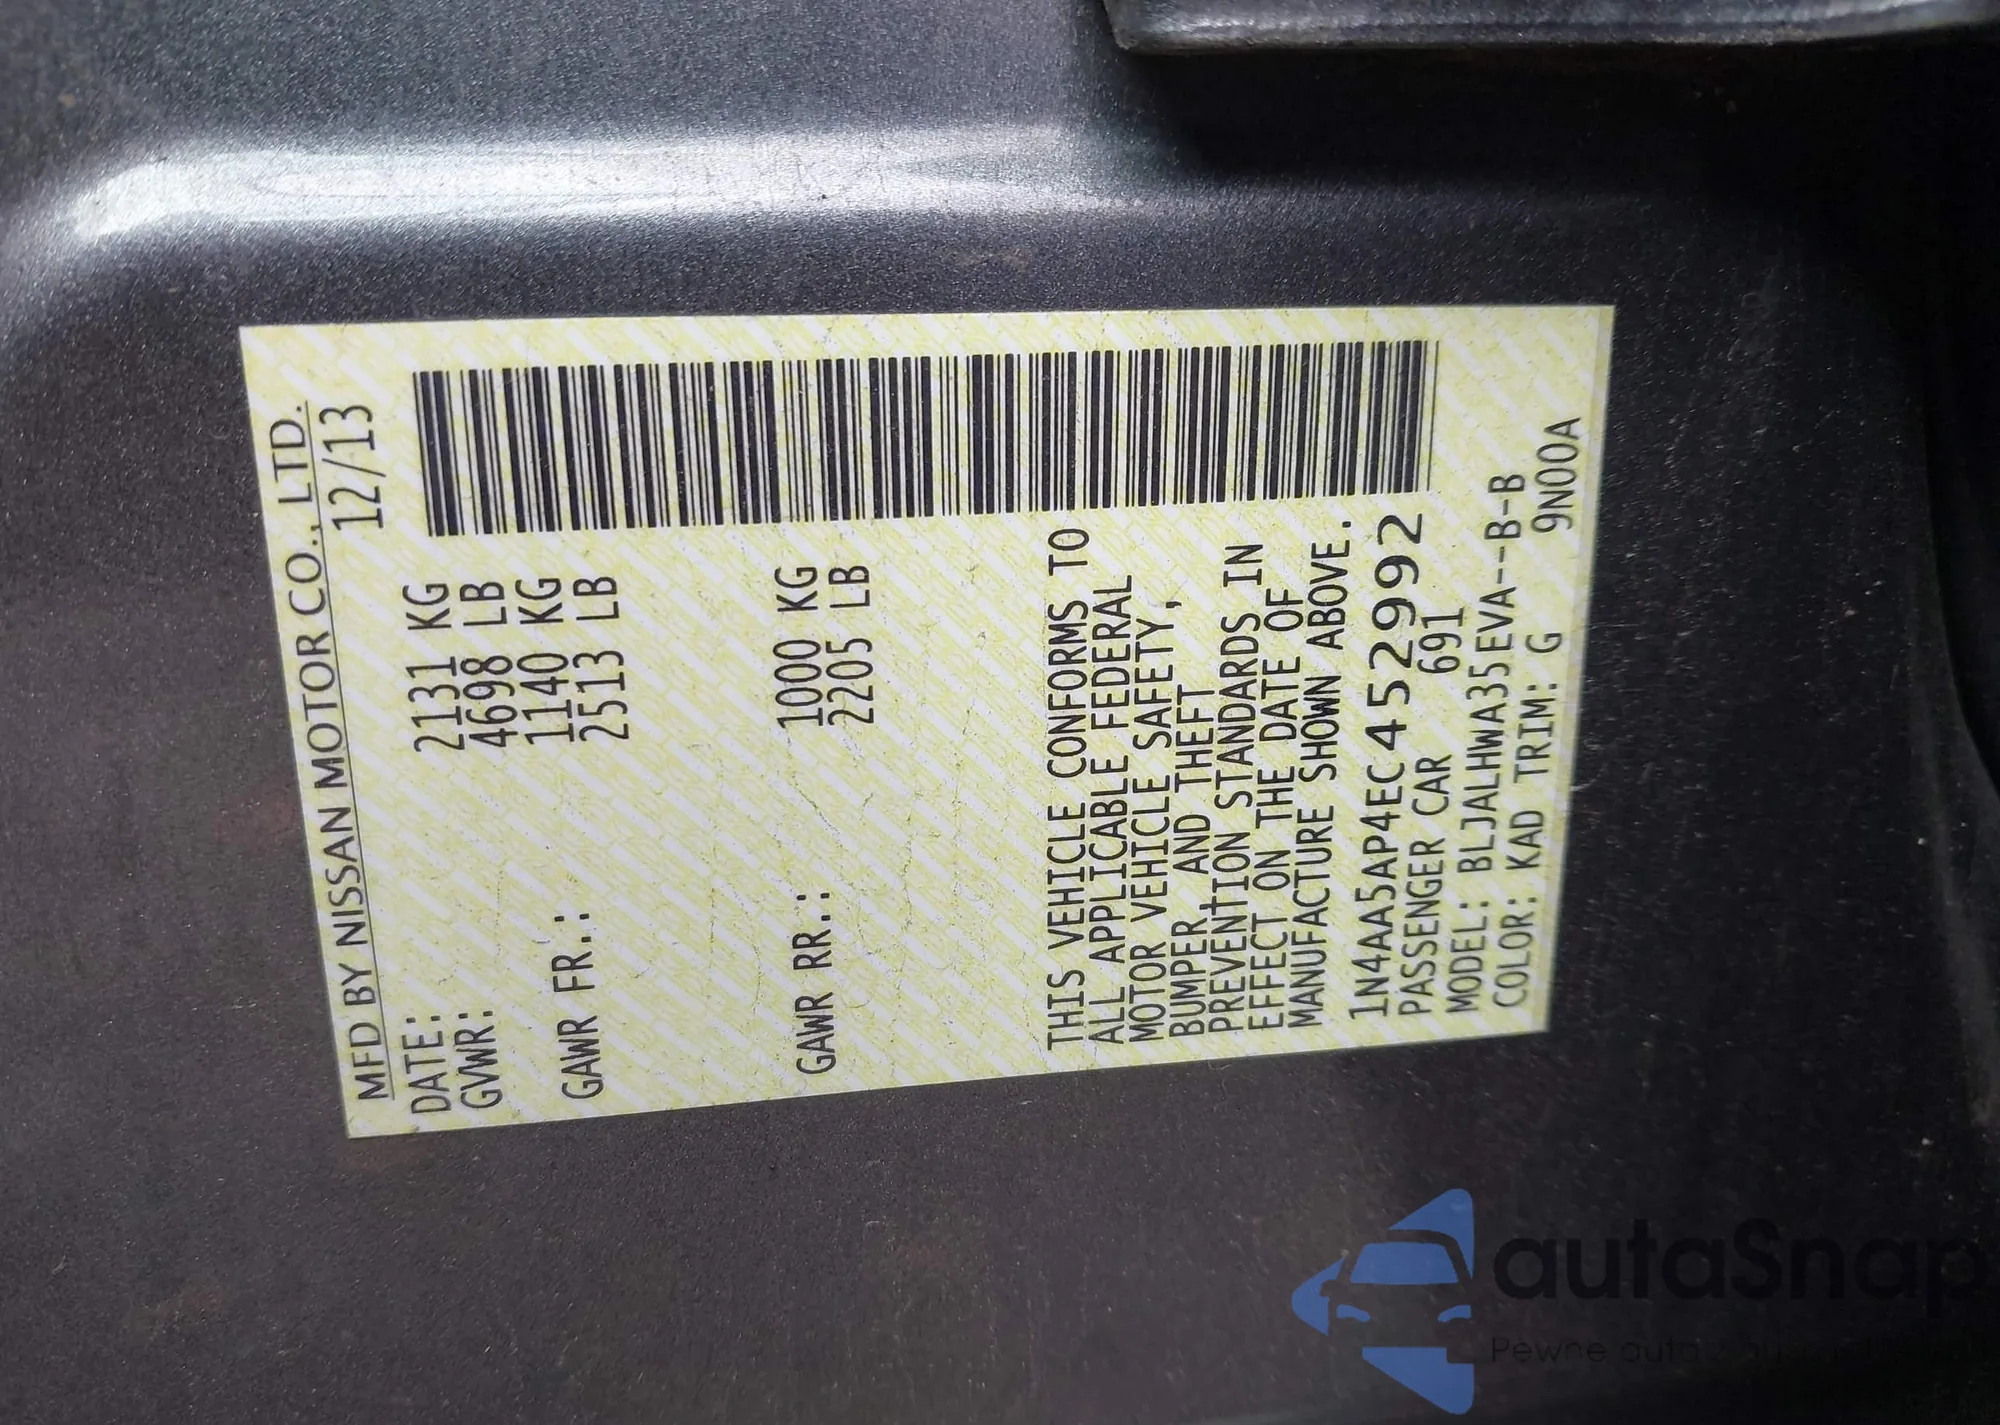 MFD BY NISSAN MOTOR CO., LTD.
DATE: 12/13
GVWR: 2131 KG
4698 LB
GAWR FR.: 1140 KG
2513 LB
GAWR RR.: 1000 KG
2205 LB
THIS VEHICLE CONFORMS TO
ALL APPLICABLE FEDERAL
MOTOR VEHICLE SAFETY,
BUMPER AND THEFT
PREVENTION STANDARDS IN
EFFECT ON THE DATE OF
MANUFACTURE SHOWN ABOVE.
1N4AA5AP4EC452992
PASSENGER CAR 691
MODEL: BLJALHWA35EVA--B-B
COLOR: KAD TRIM: G 9N00A
autaSnap
Pewne auta